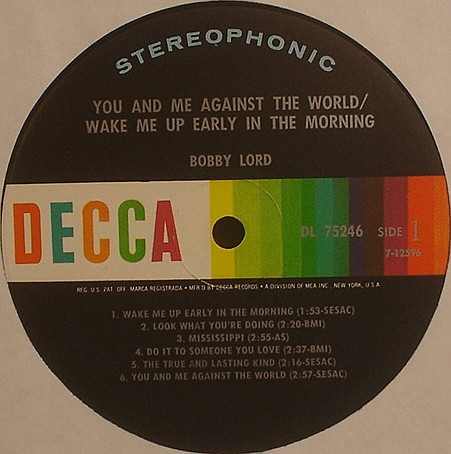 STEREOPHONIC
YOU AND ME AGAINST THE WORLD/
WAKE ME UP EARLY IN THE MORNING
BOBBY LORD
DECCA
DL 75246 SIDE 1
7-12596
REG. U.S. PAT. OFF. MARCA REGISTRADA • MFR'D BY DECCA RECORDS • A DIVISION OF MCA INC., NEW YORK, U.S.A
1. WAKE ME UP EARLY IN THE MORNING (1:53-SESAC)
2. LOOK WHAT YOU'RE DOING (2:20-BMI)
3. MISSISSIPPI (2:55-AS)
4. DO IT TO SOMEONE YOU LOVE (2:37-BMI)
5. THE TRUE AND LASTING KIND (2:16-SESAC)
6. YOU AND ME AGAINST THE WORLD (2:57-SESAC)